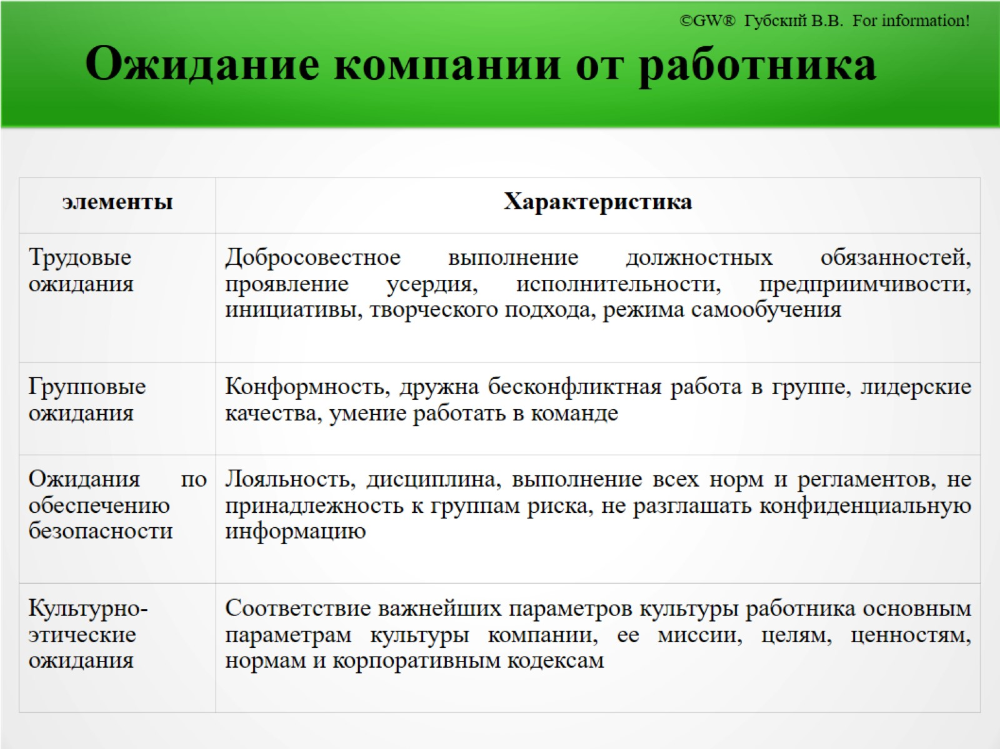 ©GW® Губский В.В. For information!
Ожидание компании от работника
элементы
Характеристика
Трудовые
ожидания
Добросовестное выполнение должностных обязанностей,
проявление усердия, исполнительности, предприимчивости,
инициативы, творческого подхода, режима самообучения
Групповые
ожидания
Конформность, дружна бесконфликтная работа в группе, лидерские
качества, умение работать в команде
Ожидания по
обеспечению
безопасности
Лояльность, дисциплина, выполнение всех норм и регламентов, не
принадлежность к группам риска, не разглашать конфиденциальную
информацию
Культурно-
этические
ожидания
Соответствие важнейших параметров культуры работника основным
параметрам культуры компании, ее миссии, целям, ценностям,
нормам и корпоративным кодексам